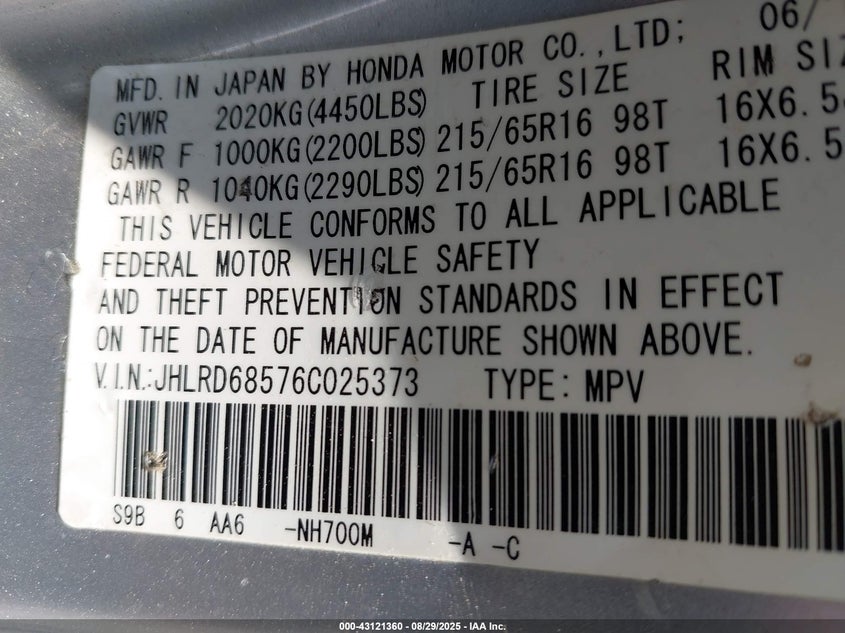 06/
MFD. IN JAPAN BY HONDA MOTOR CO.,LTD;
GVWR 2020KG(4450LBS) TIRE SIZE RIM SIZ
GAWR F 1000KG(2200LBS) 215/65R16 98T 16X6.5
GAWR R 1040KG(2290LBS) 215/65R16 98T 16X6.5
THIS VEHICLE CONFORMS TO ALL APPLICABLE
FEDERAL MOTOR VEHICLE SAFETY
AND THEFT PREVENTION STANDARDS IN EFFECT
ON THE DATE OF MANUFACTURE SHOWN ABOVE.
V.I.N.:JHLRD68576C025373 TYPE: MPV
S9B 6 AA6 -NH700M -A -C
000-43121360 - 08/29/2025 - IAA Inc.